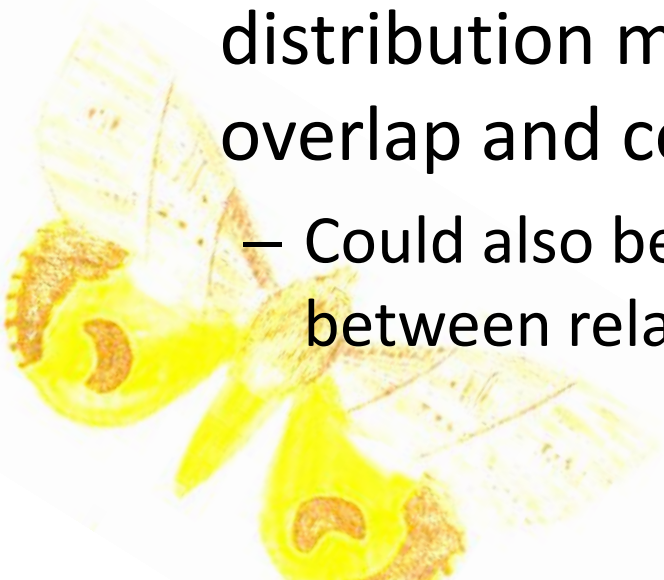 distribution m
overlap and c
– Could also be
between rela